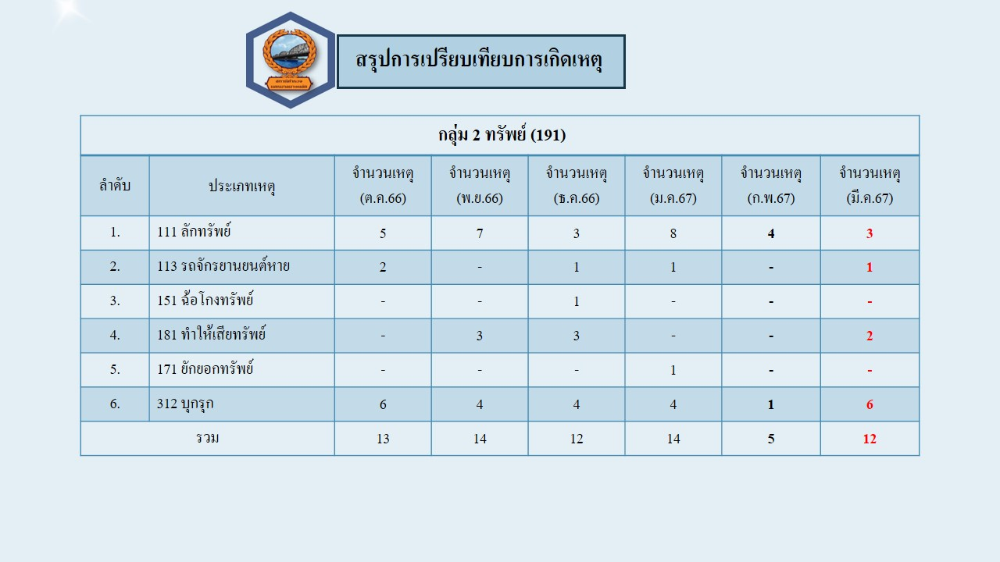 สรุปการเปรียบเทียบการเกิดเหตุ
กลุ่ม 2 ทรัพย์ (191)
ลำดับ ประเภทเหตุ จำนวนเหตุ (ต.ค.66) จำนวนเหตุ (พ.ย.66) จำนวนเหตุ (ธ.ค.66) จำนวนเหตุ (ม.ค.67) จำนวนเหตุ (ก.พ.67) จำนวนเหตุ (มี.ค.67)
1. 111 ลักทรัพย์ 5 7 3 8 4 3
2. 113 รถจักรยานยนต์หาย 2 - 1 1 - 1
3. 151 ฉ้อโกงทรัพย์ - - 1 - - -
4. 181 ทำให้เสียทรัพย์ - 3 3 - - 2
5. 171 ยักยอกทรัพย์ - - - 1 - -
6. 312 บุกรุก 6 4 4 4 1 6
รวม 13 14 12 14 5 12